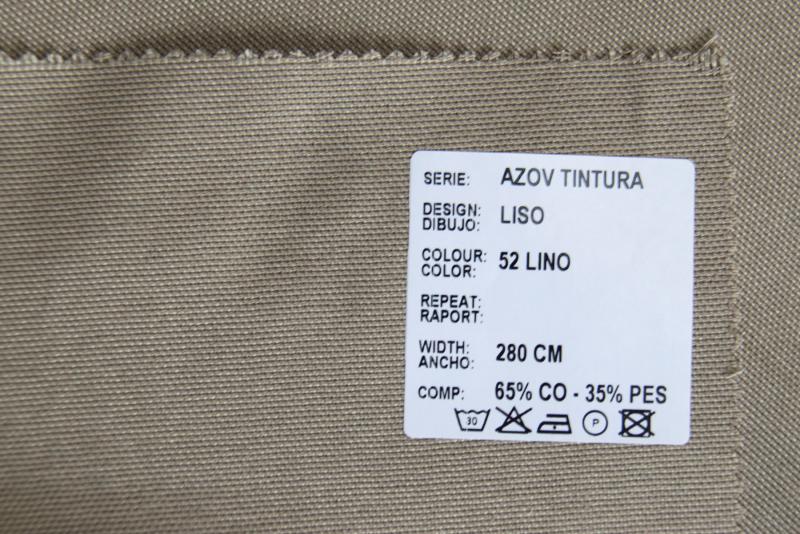 SERIE: AZOV TINTURA
DESIGN: LISO
DIBUJO:
COLOUR: 52 LINO
COLOR:
REPEAT:
RAPORT:
WIDTH: 280 CM
ANCHO:
COMP: 65% CO - 35% PES
30 P